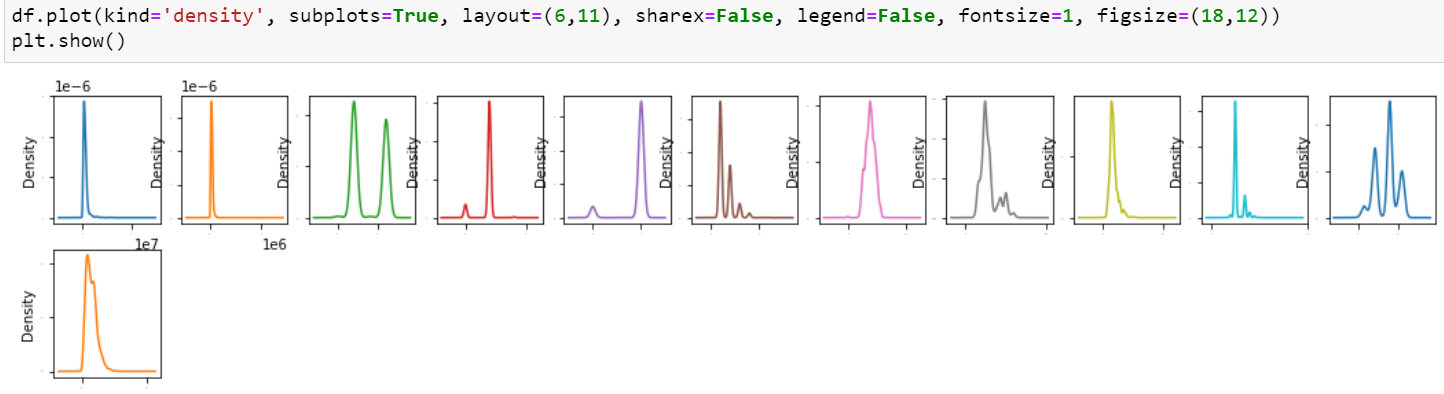 df.plot(kind='density', subplots=True, layout=(6,11), sharex=False, legend=False, fontsize=1, figsize=(18,12))
plt.show()
1e−6 1e−6
Density Density Density Density Density Density Density Density Density Density Density
1e7 1e6
Density